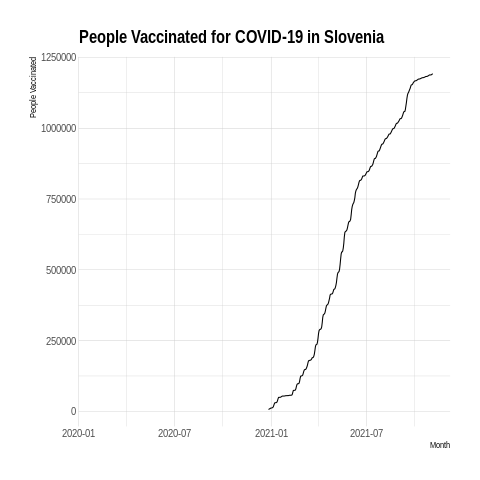 People Vaccinated for COVID-19 in Slovenia
People Vaccinated
1250000
1000000
750000
500000
250000
0
2020-01 2020-07 2021-01 2021-07
Month